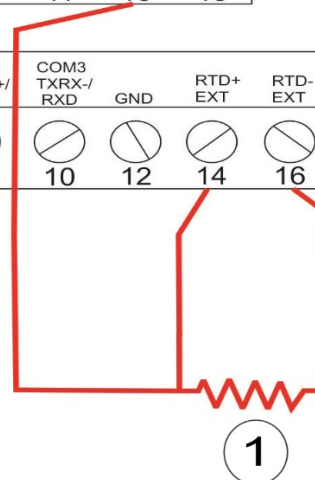 +/
COM3
TXRX-/
RXD
GND
RTD+
EXT
RTD-
EXT
10 12 14 16
1